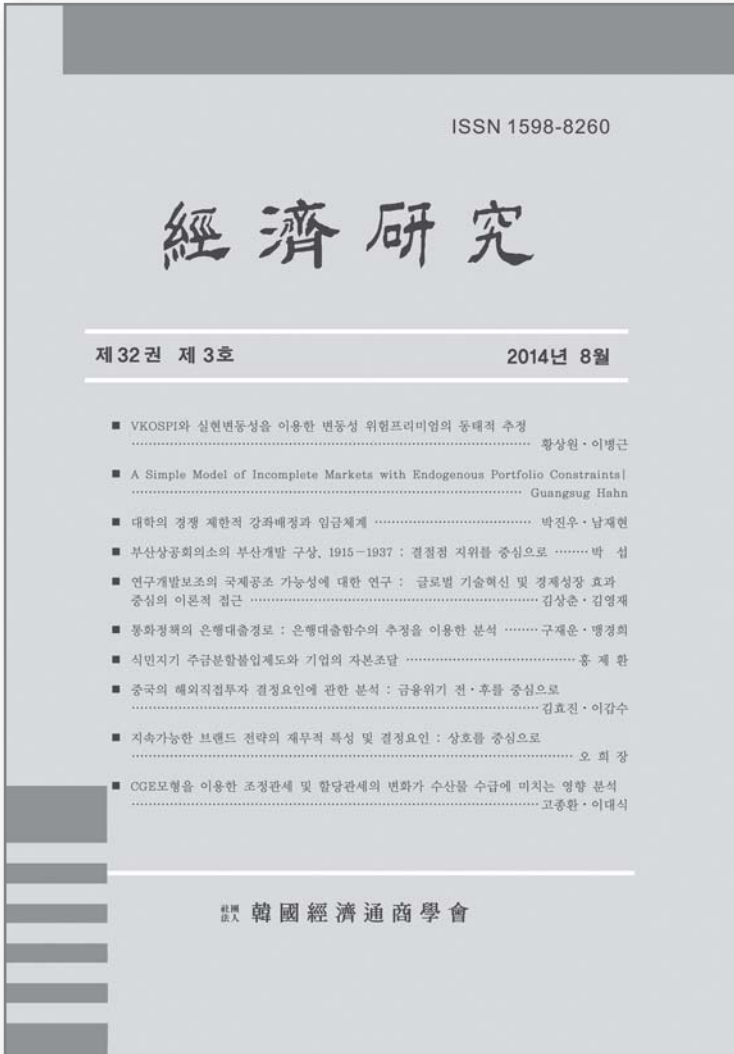 ISSN 1598-8260
經濟硏究
제32권 제 3호 2014년 8월
■ VKOSPI와 실현변동성을 이용한 변동성 위험프리미엄의 동태적 추정
황상원・이병근
■ A Simple Model of Incomplete Markets with Endogenous Portfolio Constraints|
Guangsug Hahn
■ 대학의 경쟁 제한적 강좌배정과 임금체계 박진우・남재현
■ 부산상공회의소의 부산개발 구상, 1915-1937 : 결절점 지위를 중심으로 박 섭
■ 연구개발보조의 국제공조 가능성에 대한 연구 : 글로벌 기술혁신 및 경제성장 효과
중심의 이론적 접근 김상춘・김영재
■ 통화정책의 은행대출경로 : 은행대출함수의 추정을 이용한 분석 구재운・맹경희
■ 식민지기 주금분할불입제도와 기업의 자본조달 홍 제 환
■ 중국의 해외직접투자 결정요인에 관한 분석 : 금융위기 전・후를 중심으로
김효진・이갑수
■ 지속가능한 브랜드 전략의 재무적 특성 및 결정요인 : 상호를 중심으로
오 희 장
■ CGE모형을 이용한 조정관세 및 할당관세의 변화가 수산물 수급에 미치는 영향 분석
고종환・이대식
社團法人 韓國經濟通商學會